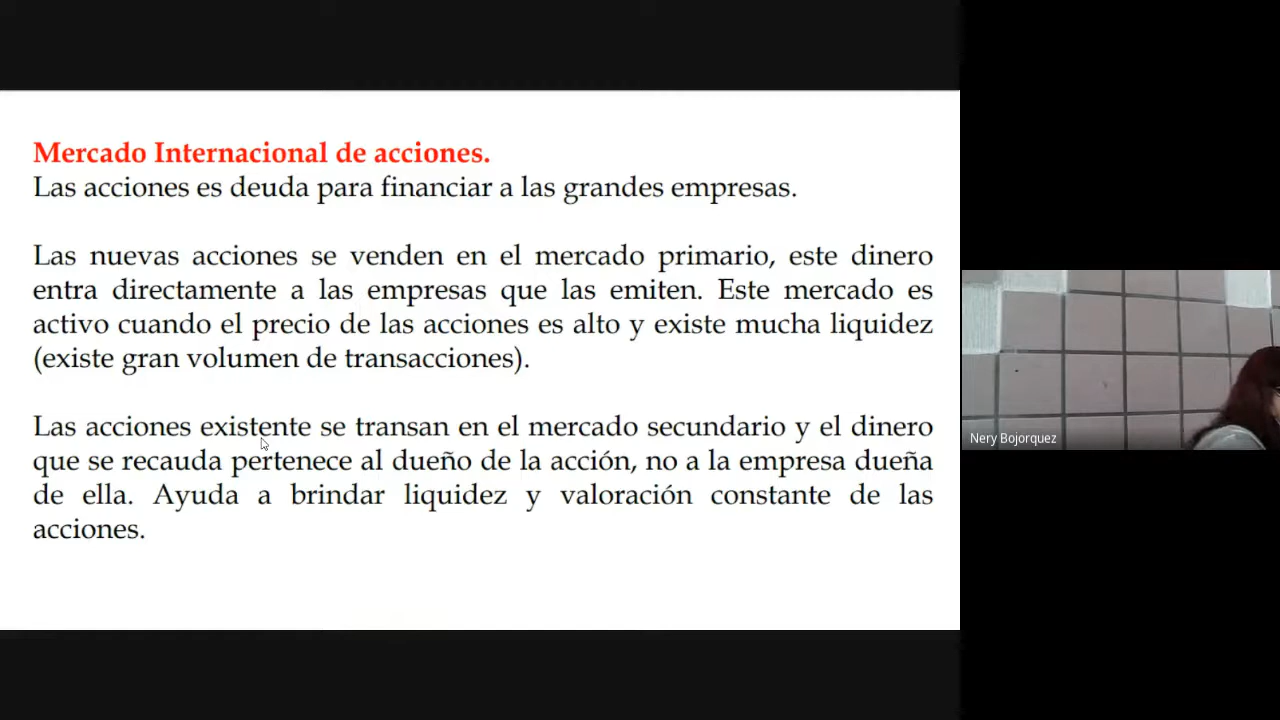 Mercado Internacional de acciones.
Las acciones es deuda para financiar a las grandes empresas.
Las nuevas acciones se venden en el mercado primario, este dinero
entra directamente a las empresas que las emiten. Este mercado es
activo cuando el precio de las acciones es alto y existe mucha liquidez
(existe gran volumen de transacciones).
Las acciones existente se transan en el mercado secundario y el dinero
que se recauda pertenece al dueño de la acción, no a la empresa dueña
de ella. Ayuda a brindar liquidez y valoración constante de las
acciones.
Nery Bojorquez